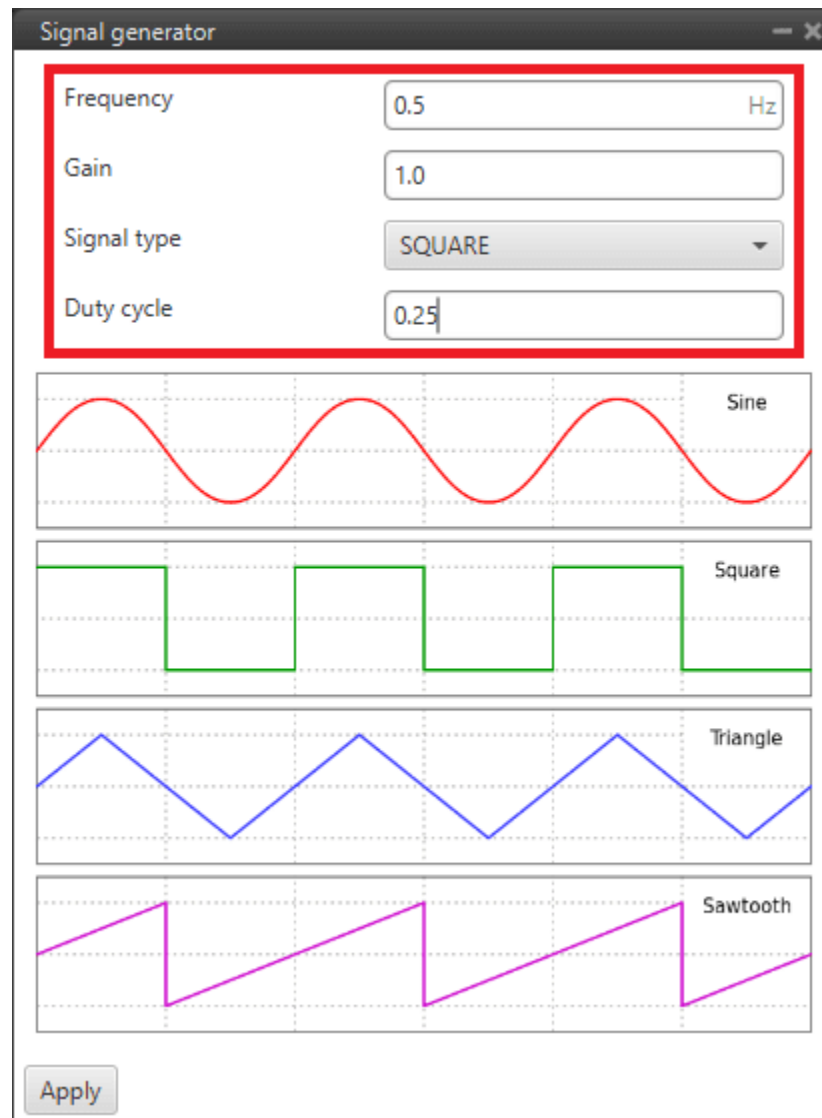 Signal generator
Frequency 0.5 Hz
Gain 1.0
Signal type SQUARE
Duty cycle 0.25
Sine
Square
Triangle
Sawtooth
Apply